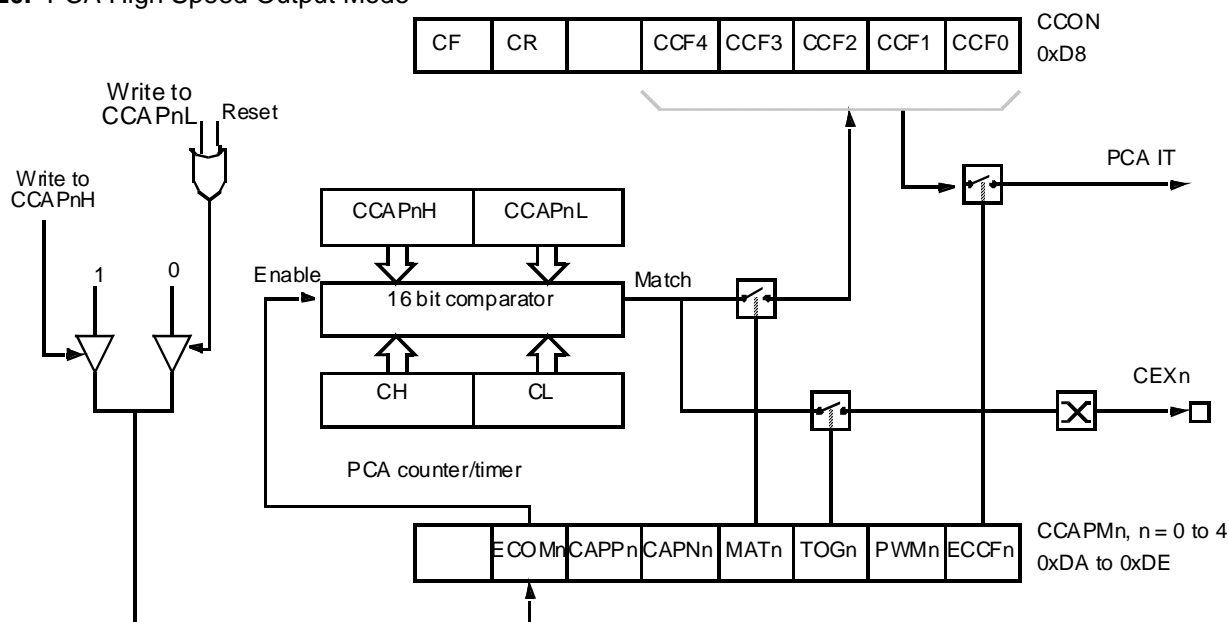 PCA High Speed Output Mode
CF CR CCF4 CCF3 CCF2 CCF1 CCF0
CCON
0xD8
Write to
CCAPnL
Reset
Write to
CCAPnH
1
0
PCA IT
CCAPnH CCAPnL
Enable
16 bit comparator
Match
CH CL
CEXn
PCA counter/timer
ECOMn CAPPn CAPNn MATn TOGn PWMn ECCFn
CCAPMn, n = 0 to 4
0xDA to 0xDE